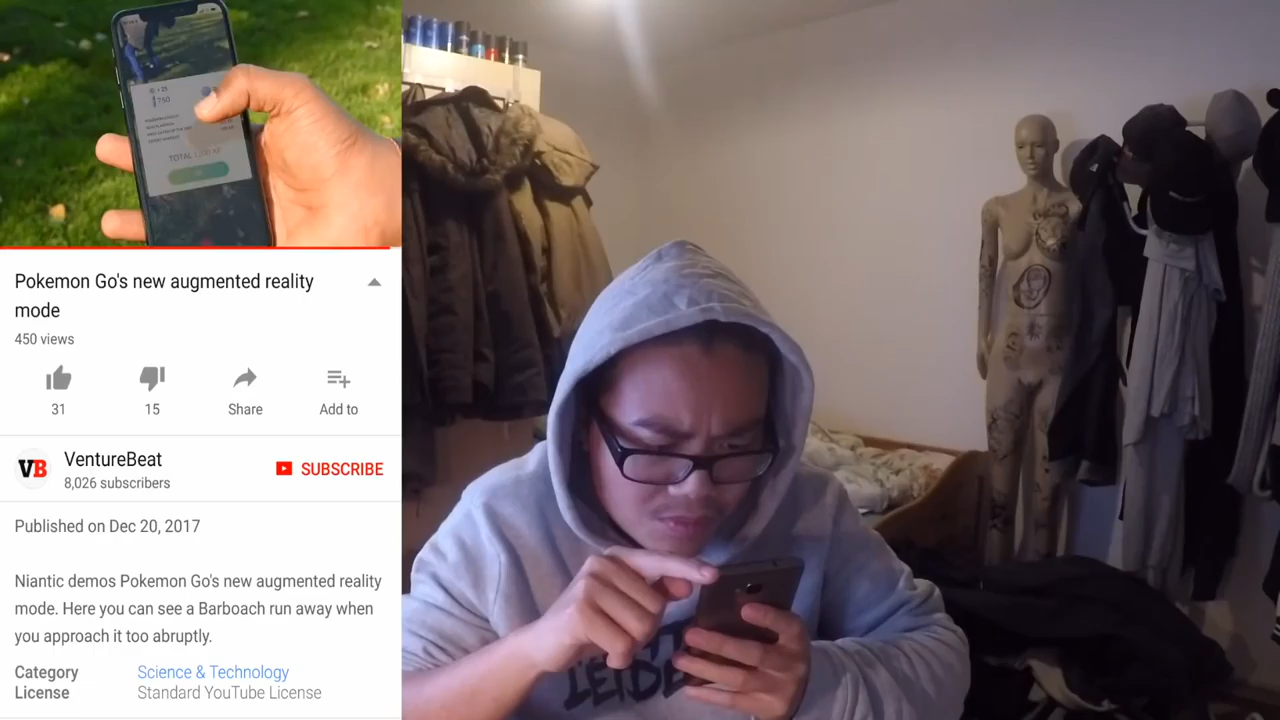 750
TOTAL
Pokemon Go's new augmented reality
mode
450 views
31
15
Share
Add to
VB
VentureBeat
SUBSCRIBE
8,026 subscribers
Published on Dec 20, 2017
Niantic demos Pokemon Go's new augmented reality
mode. Here you can see a Barboach run away when
you approach it too abruptly.
Category
Science & Technology
License
Standard YouTube License